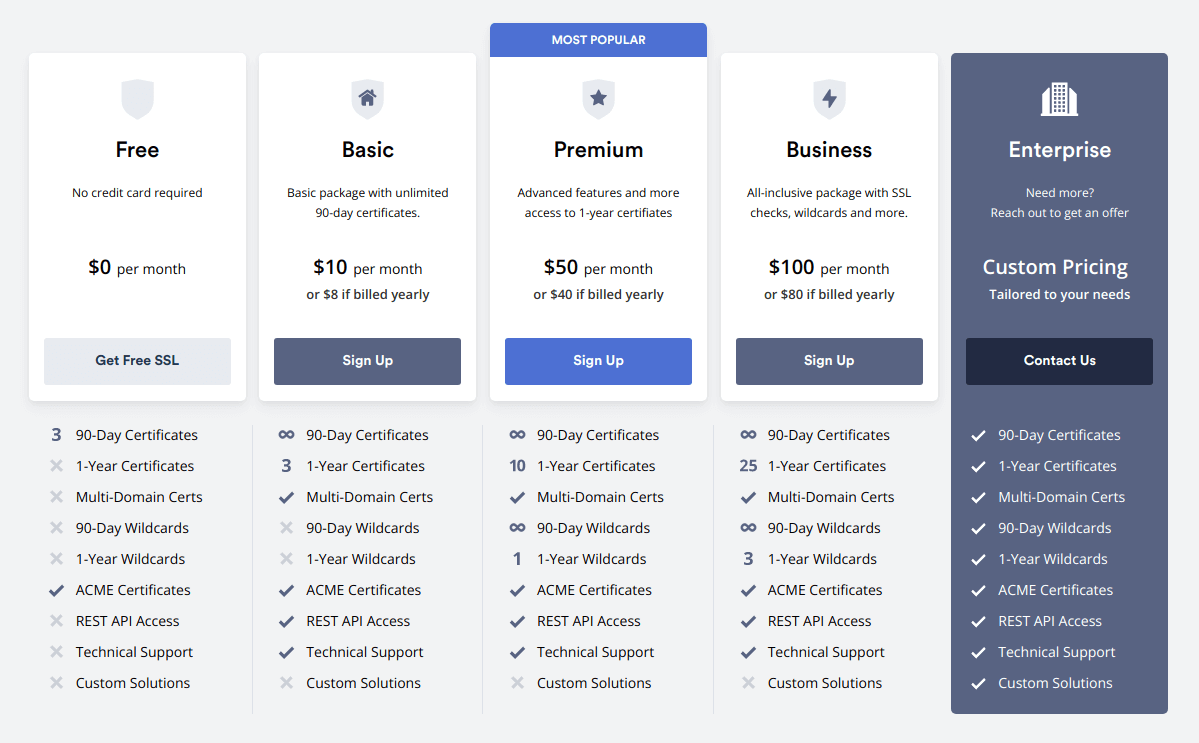 MOST POPULAR
Free
No credit card required
$0 per month
Get Free SSL
3 90-Day Certificates
1-Year Certificates
Multi-Domain Certs
90-Day Wildcards
1-Year Wildcards
ACME Certificates
REST API Access
Technical Support
Custom Solutions
Basic
Basic package with unlimited
90-day certificates.
$10 per month
or $8 if billed yearly
Sign Up
∞ 90-Day Certificates
3 1-Year Certificates
Multi-Domain Certs
90-Day Wildcards
1-Year Wildcards
ACME Certificates
REST API Access
Technical Support
Custom Solutions
Premium
Advanced features and more
access to 1-year certifiates
$50 per month
or $40 if billed yearly
Sign Up
∞ 90-Day Certificates
10 1-Year Certificates
Multi-Domain Certs
∞ 90-Day Wildcards
1 1-Year Wildcards
ACME Certificates
REST API Access
Technical Support
Custom Solutions
Business
All-inclusive package with SSL
checks, wildcards and more.
$100 per month
or $80 if billed yearly
Sign Up
∞ 90-Day Certificates
25 1-Year Certificates
Multi-Domain Certs
∞ 90-Day Wildcards
3 1-Year Wildcards
ACME Certificates
REST API Access
Technical Support
Custom Solutions
Enterprise
Need more?
Reach out to get an offer
Custom Pricing
Tailored to your needs
Contact Us
90-Day Certificates
1-Year Certificates
Multi-Domain Certs
90-Day Wildcards
1-Year Wildcards
ACME Certificates
REST API Access
Technical Support
Custom Solutions